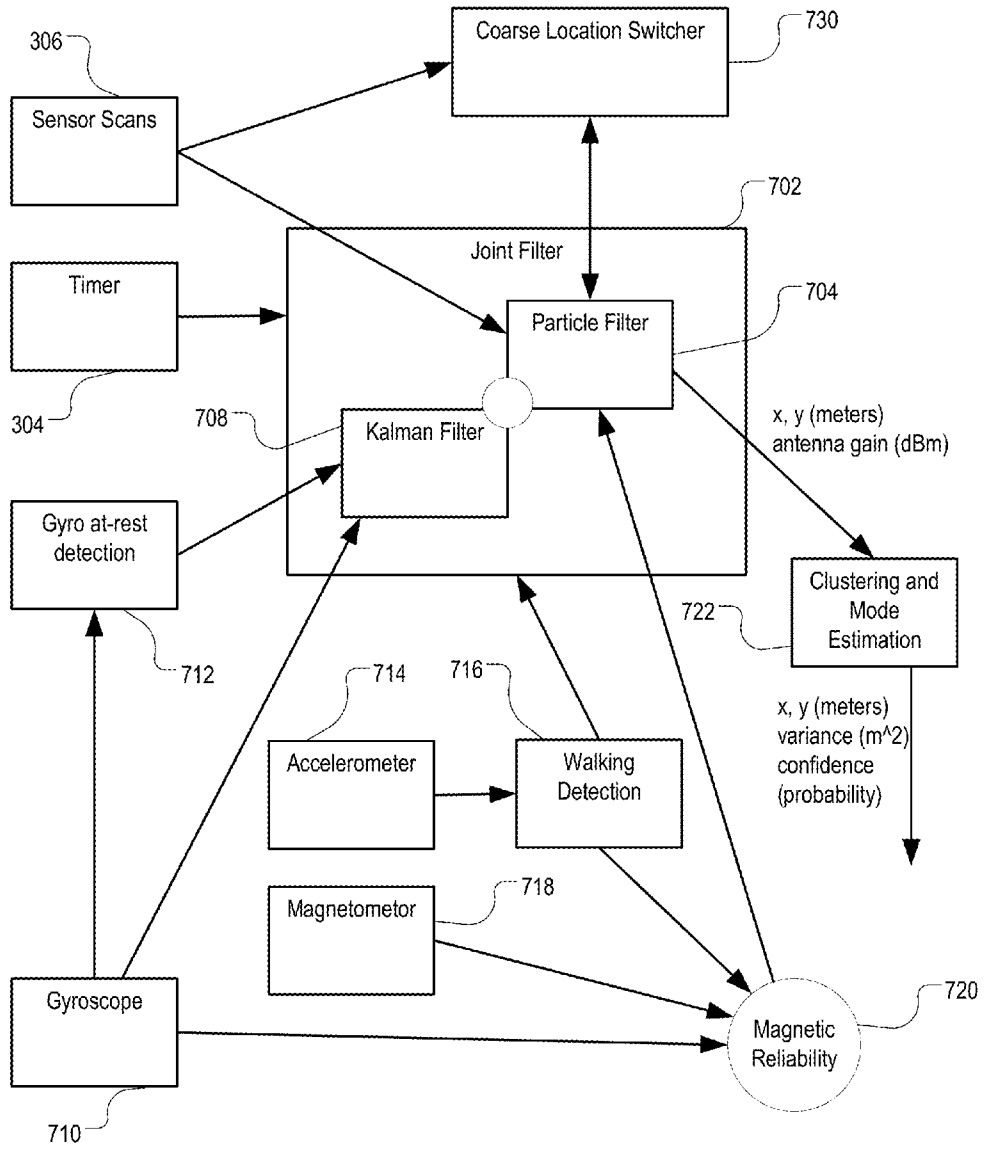 Coarse Location Switcher
730
306
Sensor Scans
702
Joint Filter
Timer
304
Particle Filter
704
708
Kalman Filter
x, y (meters)
antenna gain (dBm)
Gyro at-rest
detection
712
Clustering and
Mode
Estimation
722
714
716
Accelerometer
Walking
Detection
x, y (meters)
variance (m^2)
confidence
(probability)
Magnetometor
718
Gyroscope
710
Magnetic
Reliability
720